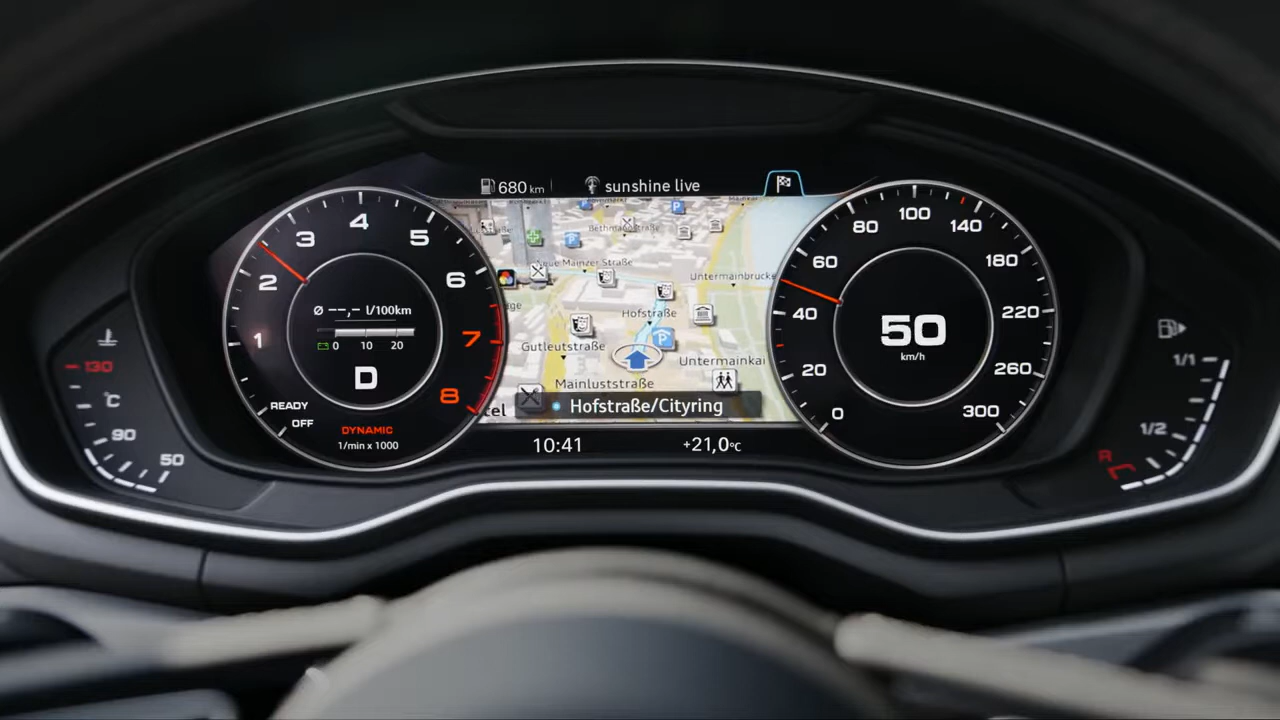 680 km
sunshine live
4
3
5
2
6
1
7
8
Ø --,- l/100km
0 10 20
D
READY
OFF
DYNAMIC
1/min x 1000
Bethmannstraße
Neue Mainzer Straße
Untermainbrücke
Hofstraße
Gutleutstraße
Untermainkai
Mainluststraße
Hofstraße/Cityring
10:41
+21,0°C
100
80
140
60
180
40
220
20
260
0
300
50
km/h
130
°C
90
50
1/1
1/2
R